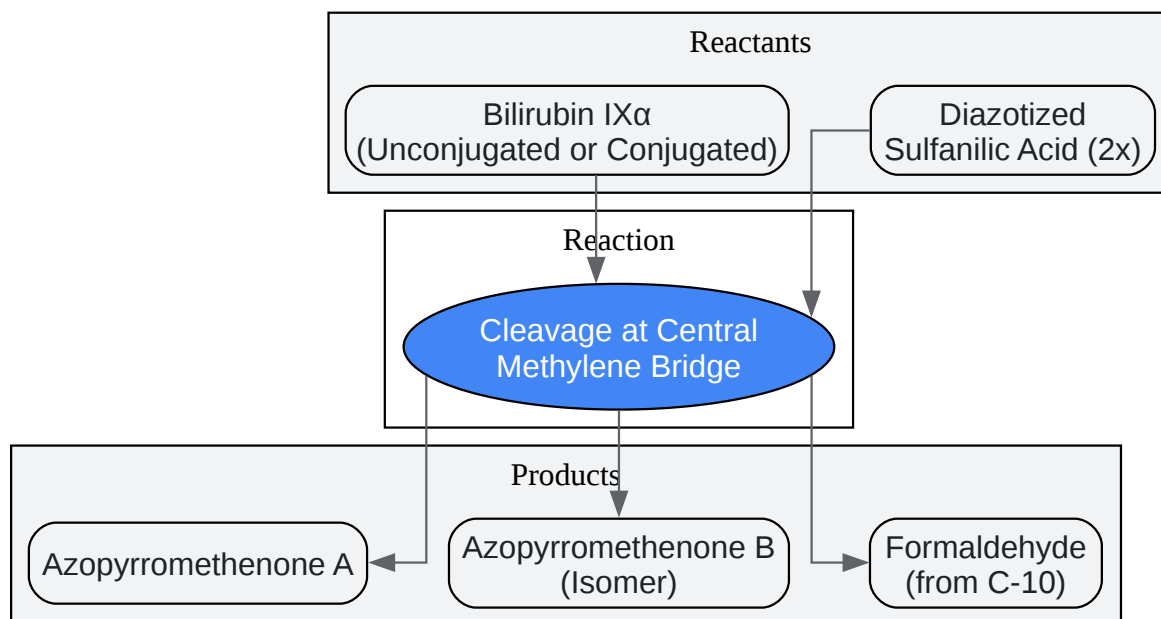 Reactants
Bilirubin IXα
(Unconjugated or Conjugated)
Diazotized
Sulfanilic Acid (2x)
Reaction
Cleavage at Central
Methylene Bridge
Products
Azopyrromethenone A
Azopyrromethenone B
(Isomer)
Formaldehyde
(from C-10)